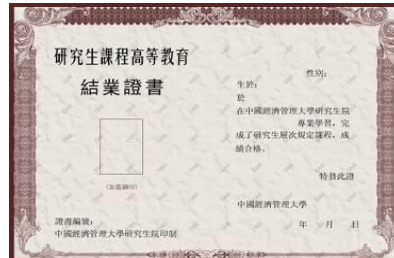 研究生課程高等教育
結業證書
(加蓋鋼印)
證書編號:
中國經濟管理大學研究生院印制
性別:
生於:
於
在中國經濟管理大學研究生院
專業學習，完
成了研究生層次規定課程，成
績合格。
特發此證
中國經濟管理大學
年 月 日